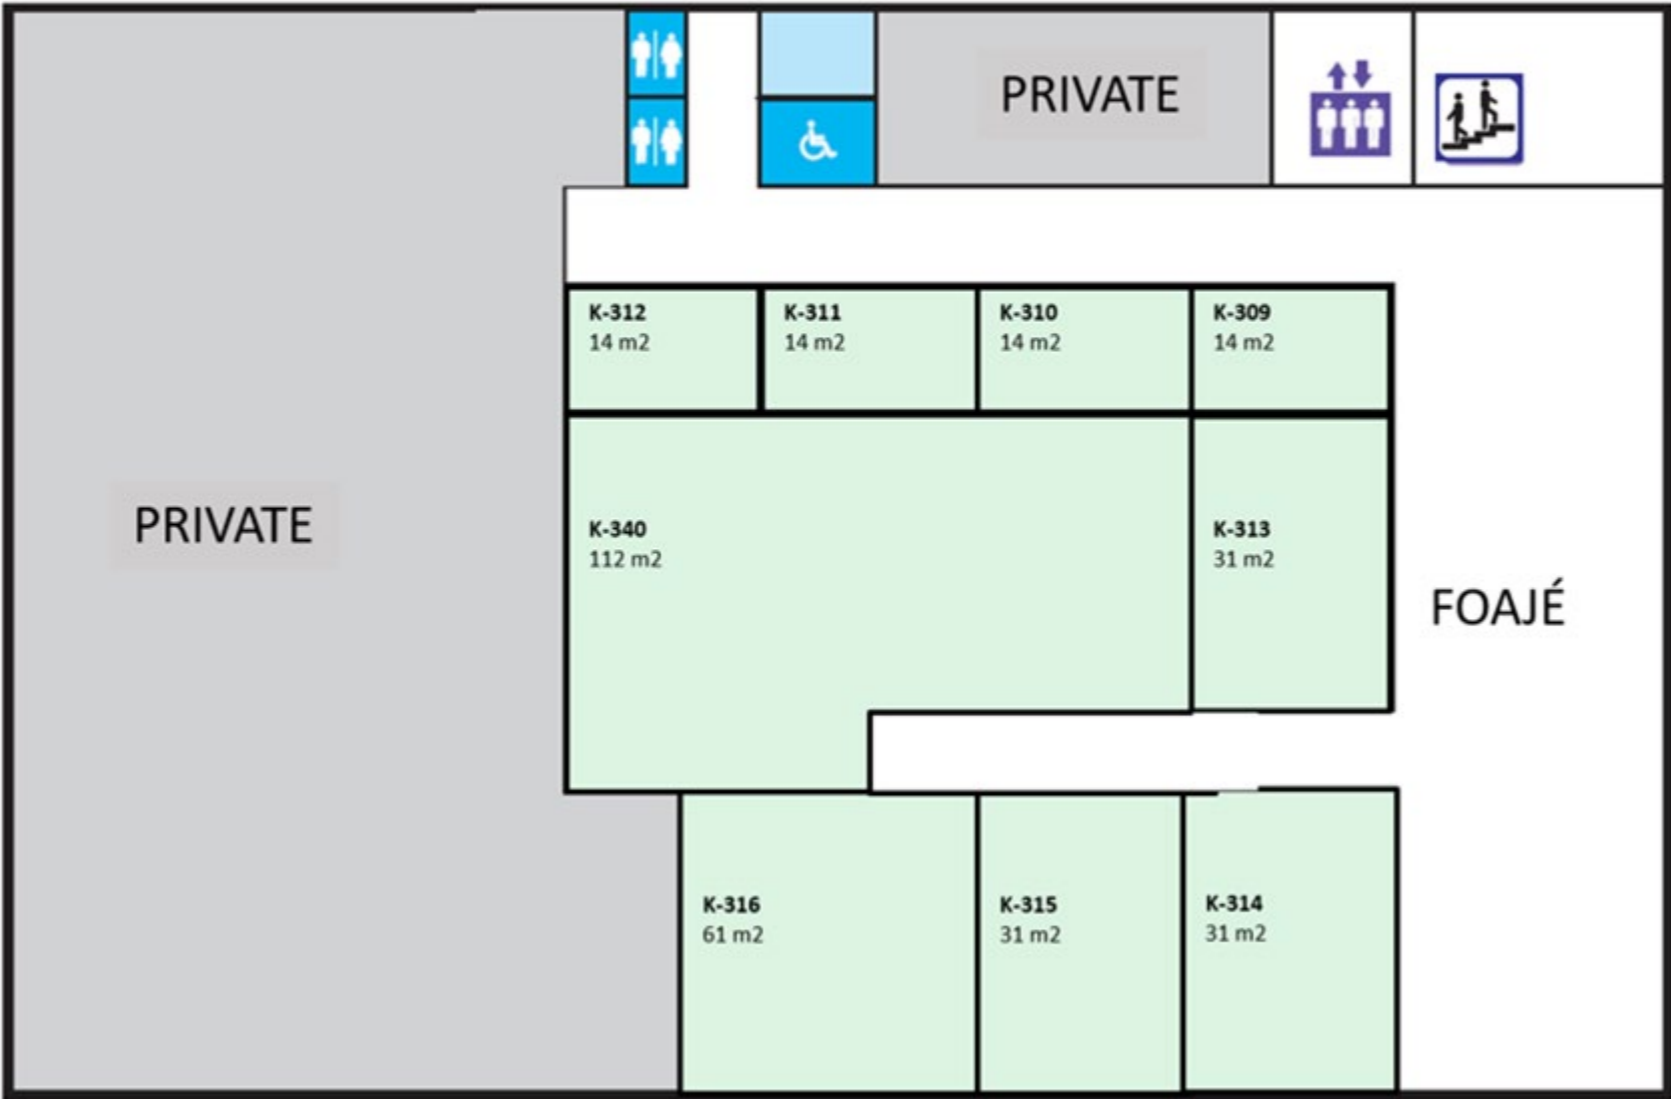 PRIVATE
K-312
14 m2
K-311
14 m2
K-310
14 m2
K-309
14 m2
PRIVATE
K-340
112 m2
K-313
31 m2
FOAJÉ
K-316
61 m2
K-315
31 m2
K-314
31 m2